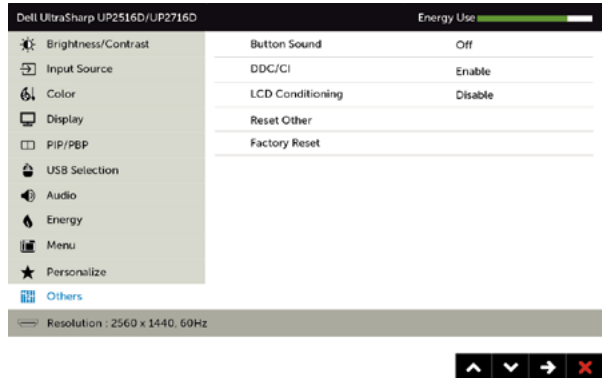 Dell UltraSharp UP2516D/UP2716D Energy Use
Brightness/Contrast Button Sound Off
Input Source DDC/CI Enable
Color LCD Conditioning Disable
Display Reset Other
PIP/PBP Factory Reset
USB Selection
Audio
Energy
Menu
Personalize
Others
Resolution : 2560 x 1440, 60Hz